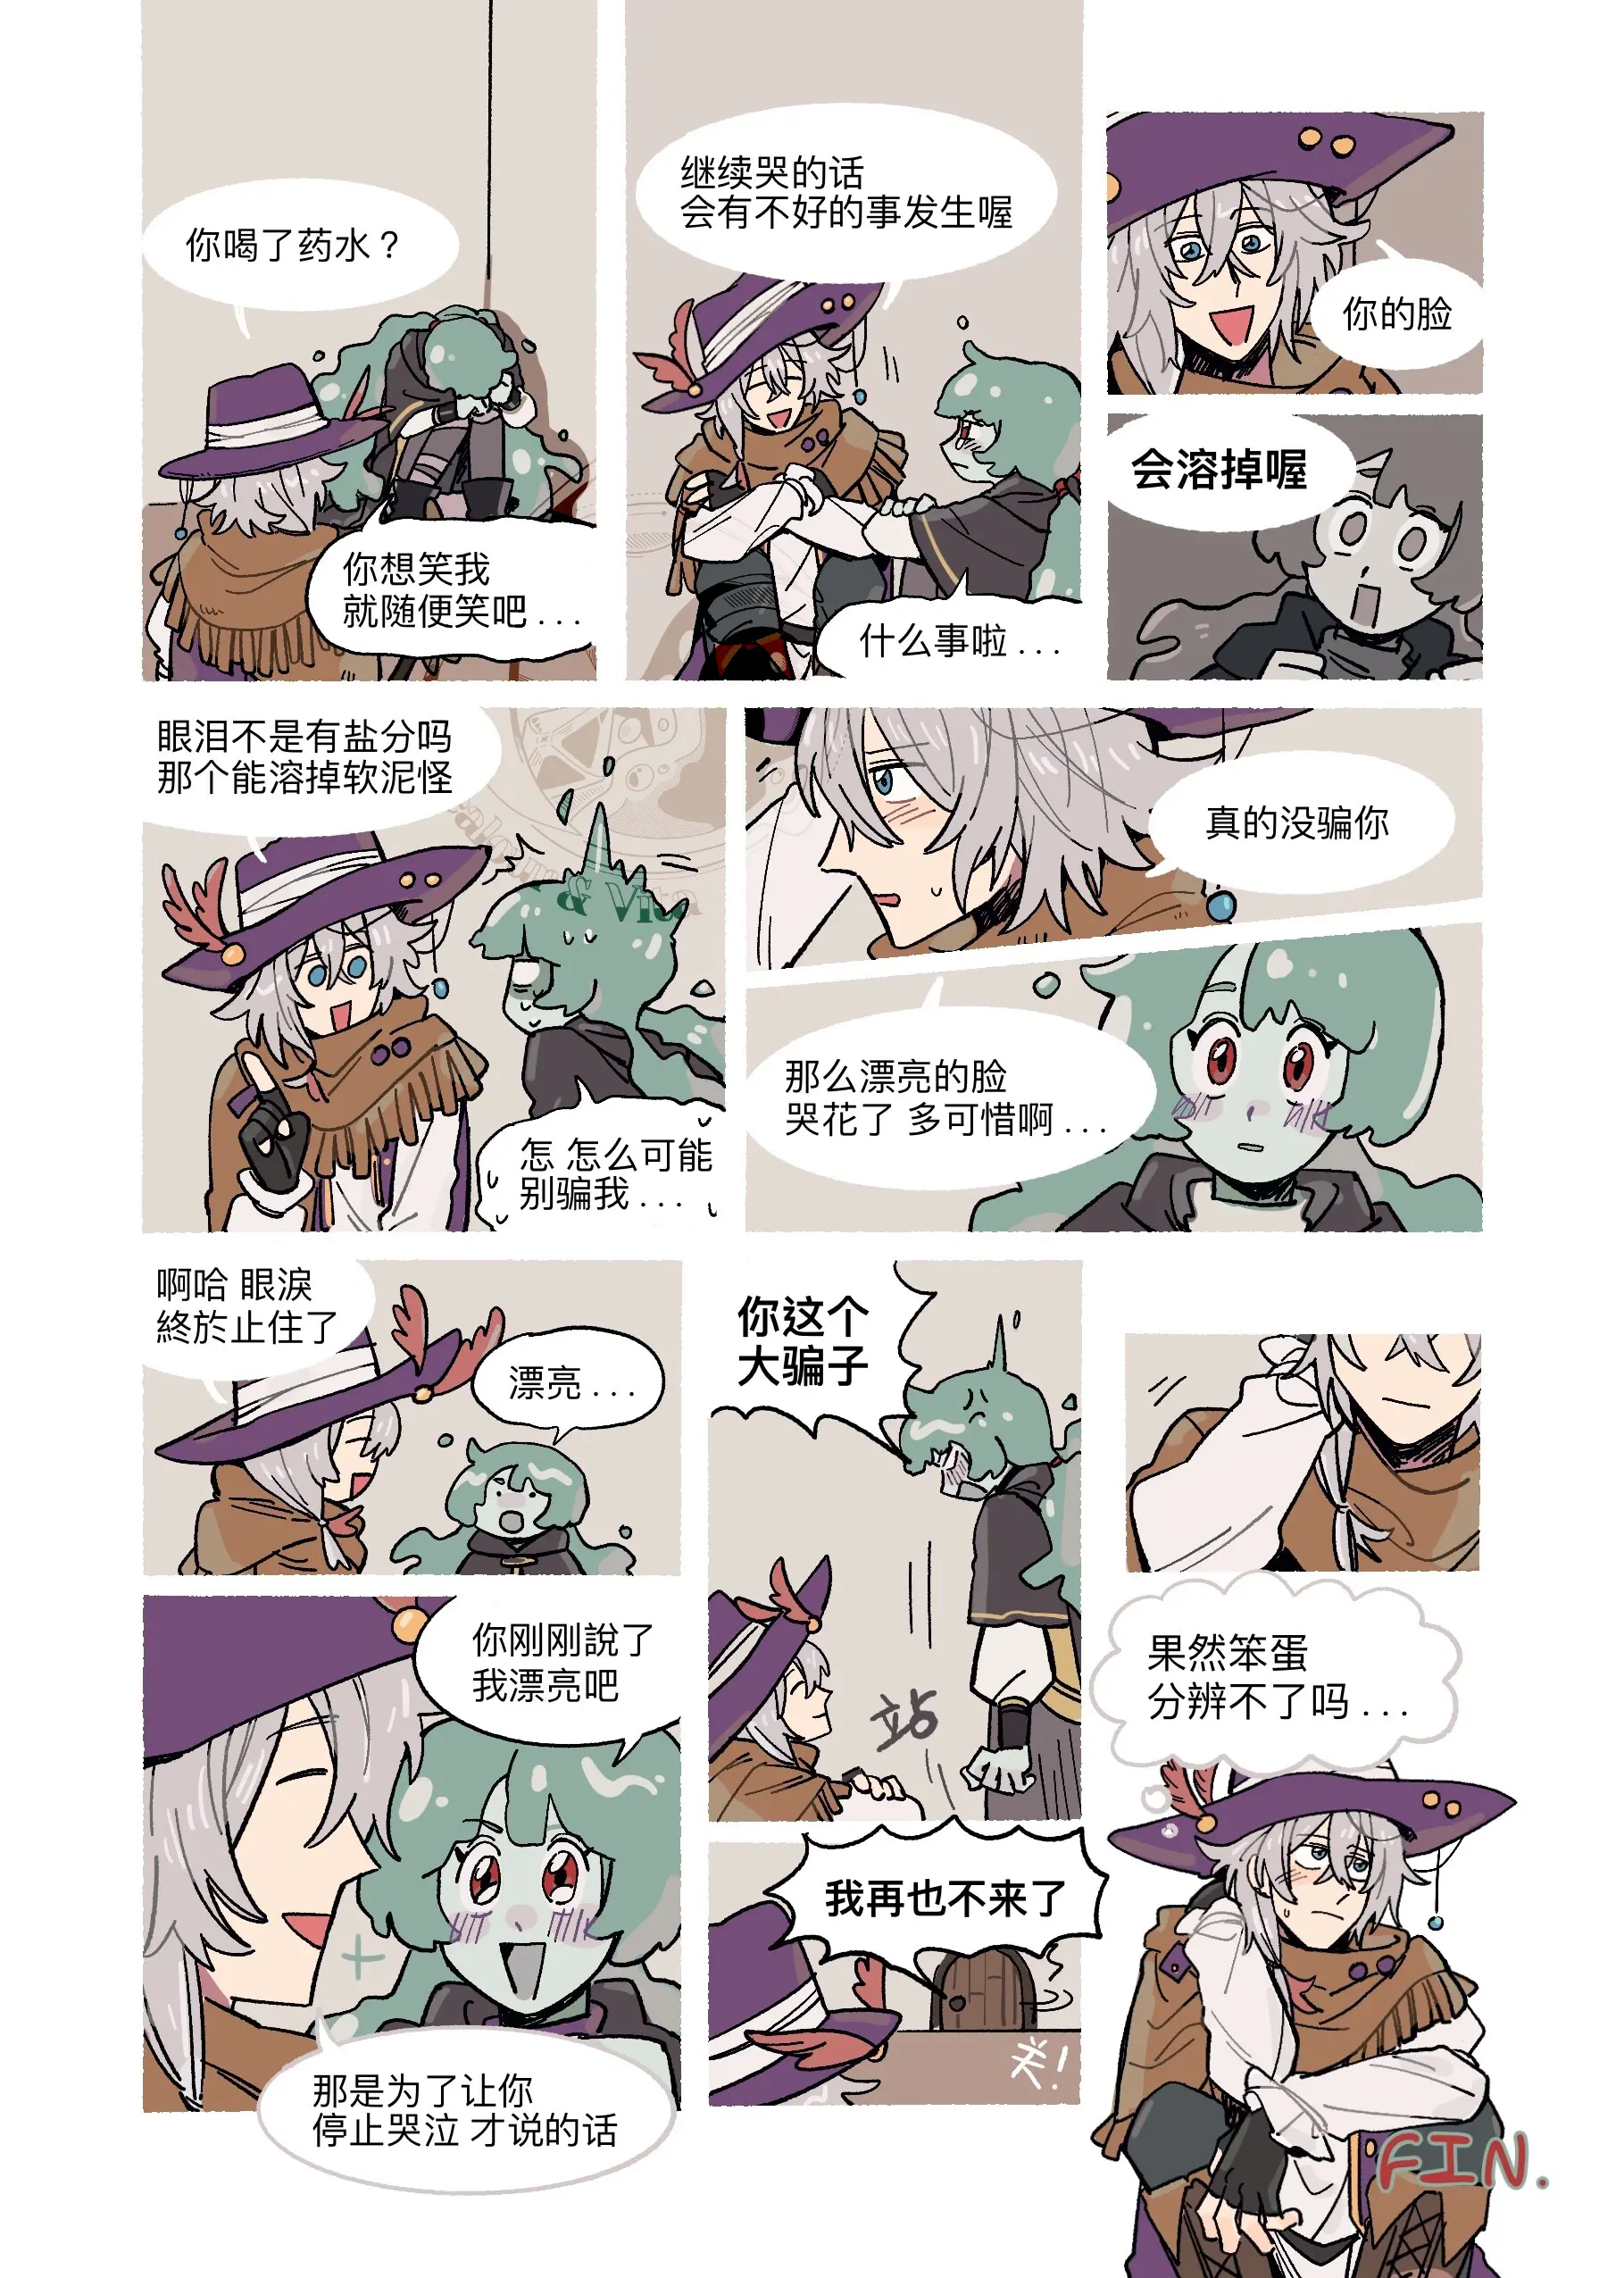 你喝了药水？
你想笑我
就随便笑吧...
继续哭的话
会有不好的事发生喔
什么事啦...
你的脸
会溶掉喔
眼泪不是有盐分吗
那个能溶掉软泥怪
怎 怎么可能
别骗我...
真的没骗你
那么漂亮的脸
哭花了 多可惜啊...
啊哈 眼淚
終於止住了
漂亮...
你刚刚說了
我漂亮吧
那是为了让你
停止哭泣 才说的话
你这个
大骗子
站
我再也不来了
关!
果然笨蛋
分辨不了吗...
FIN.